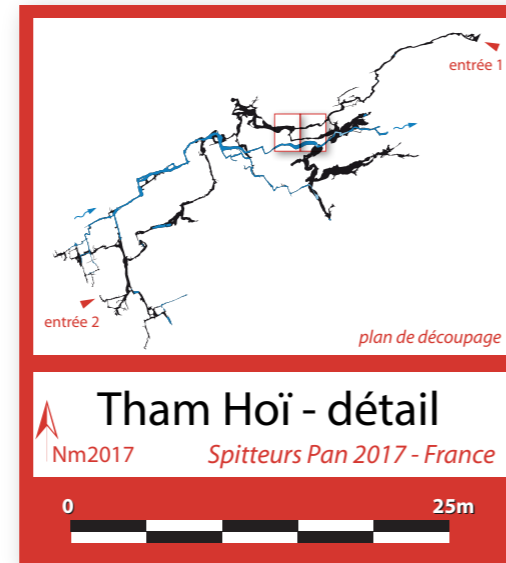 entrée 1
entrée 2
plan de découpage
Tham Hoï - détail
Nm2017
Spitteurs Pan 2017 - France
0
25m